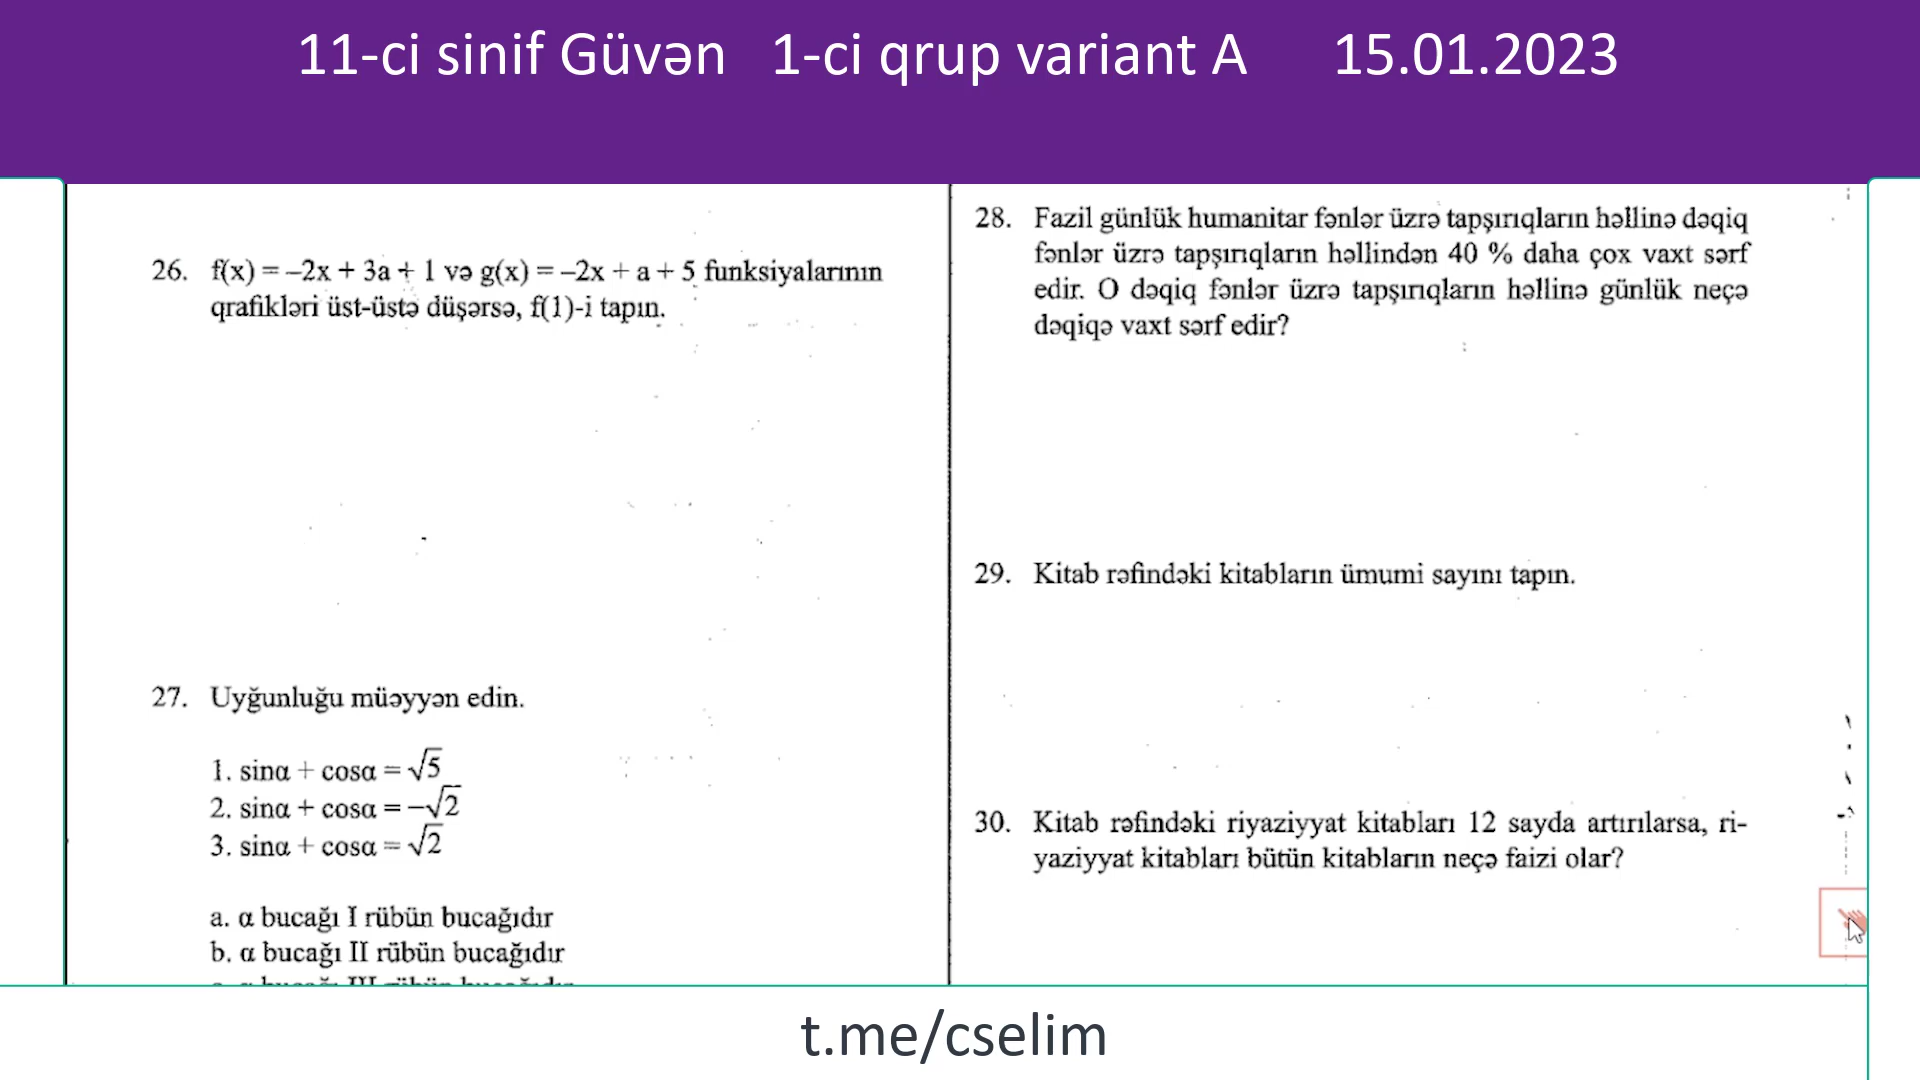 11-ci sinif Güvən 1-ci qrup variant A 15.01.2023
26. f(x) = –2x + 3a + 1 və g(x) = –2x + a + 5 funksiyalarının
qrafikləri üst-üstə düşərsə, f(1)-i tapın.
27. Uyğunluğu müəyyən edin.
1. sinα + cosα = √5
2. sinα + cosα = –√2
3. sinα + cosα = √2
a. α bucağı I rübün bucağıdır
b. α bucağı II rübün bucağıdır
28. Fazil günlük humanitar fənlər üzrə tapşırıqların həllinə dəqiq
fənlər üzrə tapşırıqların həllindən 40 % daha çox vaxt sərf
edir. O dəqiq fənlər üzrə tapşırıqların həllinə günlük neçə
dəqiqə vaxt sərf edir?
29. Kitab rəfindəki kitabların ümumi sayını tapın.
30. Kitab rəfindəki riyaziyyat kitabları 12 sayda artırılarsa, ri-
yaziyyat kitabları bütün kitabların neçə faizi olar?
t.me/cselim